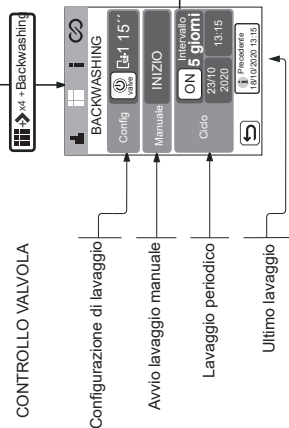 CONTROLLO VALVOLA
x4 + Backwashing
BACKWASHING
Configurazione di lavaggio
Config
valve
1 15´´
Avvio lavaggio manuale
Manuale
INIZIO
Lavaggio periodico
Ciclo
ON
Intervallo
5 giorni
23/10
2020
13:15
Ultimo lavaggio
i Precedente
18/10/2020 13:15